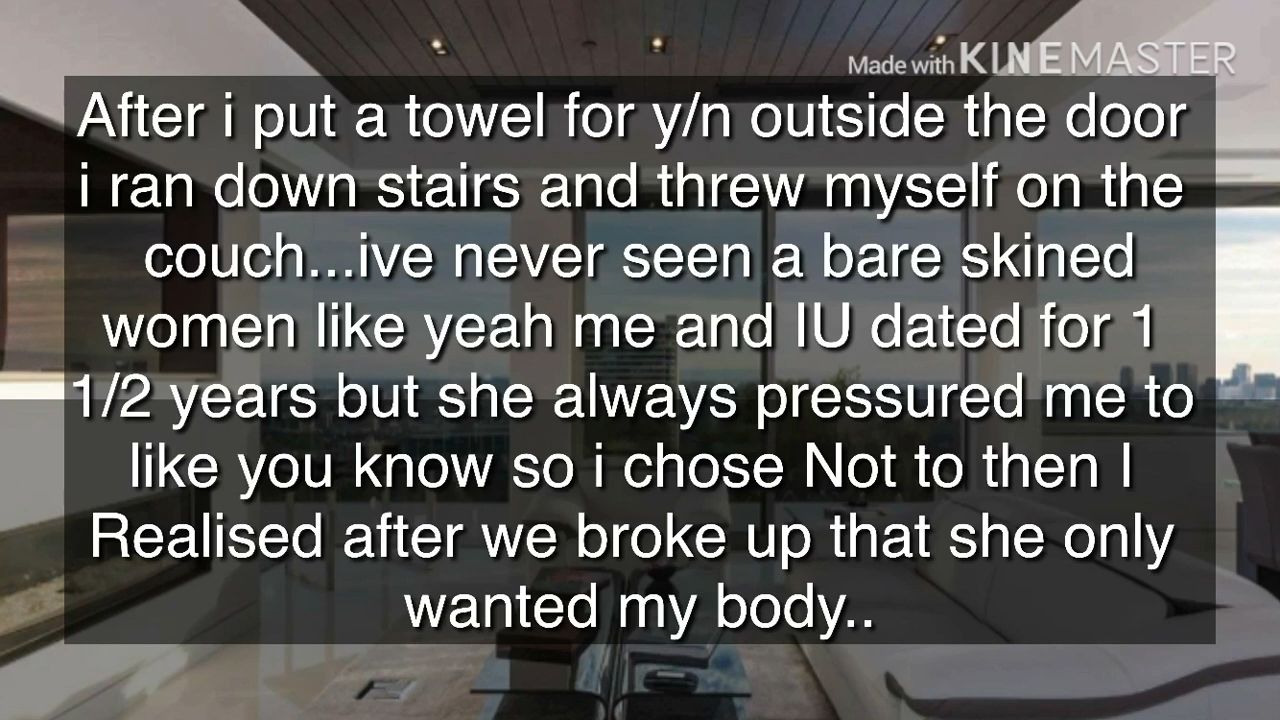 Made with KINEMASTER
After i put a towel for y/n outside the door
i ran down stairs and threw myself on the
couch...ive never seen a bare skined
women like yeah me and IU dated for 1
1/2 years but she always pressured me to
like you know so i chose Not to then I
Realised after we broke up that she only
wanted my body..